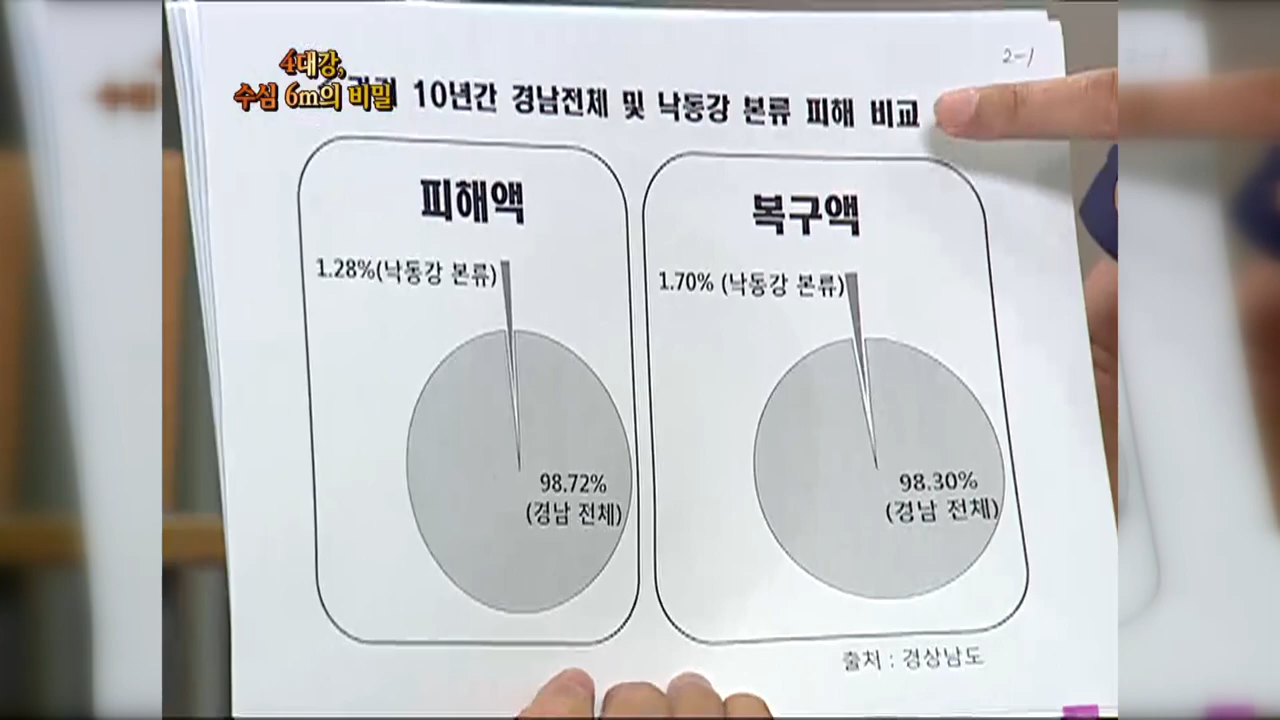 4대강,
수심 6m의 비밀
2-1
10년간 경남전체 및 낙동강 본류 피해 비교
피해액
1.28%(낙동강 본류)
98.72%
(경남 전체)
복구액
1.70% (낙동강 본류)
98.30%
(경남 전체)
출처 : 경상남도